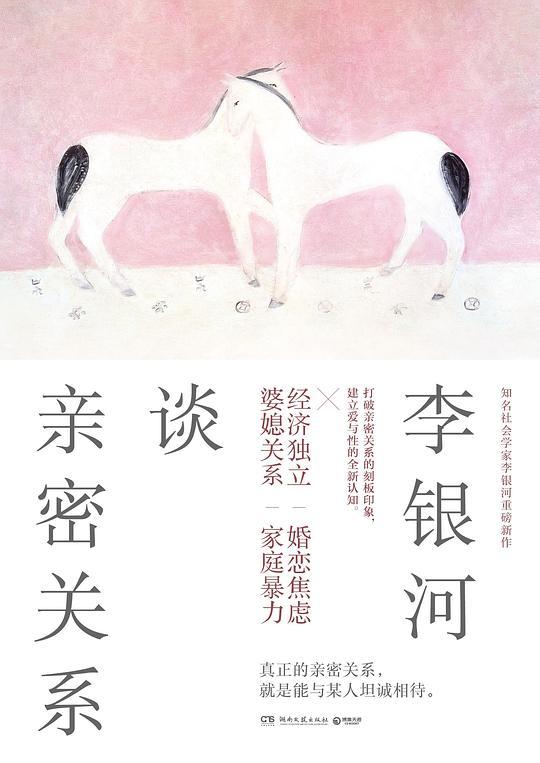 知名社会学家李银河重磅新作
李银河
打破亲密关系的刻板印象,
建立爱与性的全新认知。
经济独立 — 婚恋焦虑
婆媳关系 — 家庭暴力
谈
亲密关系
真正的亲密关系,
就是能与某人坦诚相待。
湖南文艺出版社
博集天卷